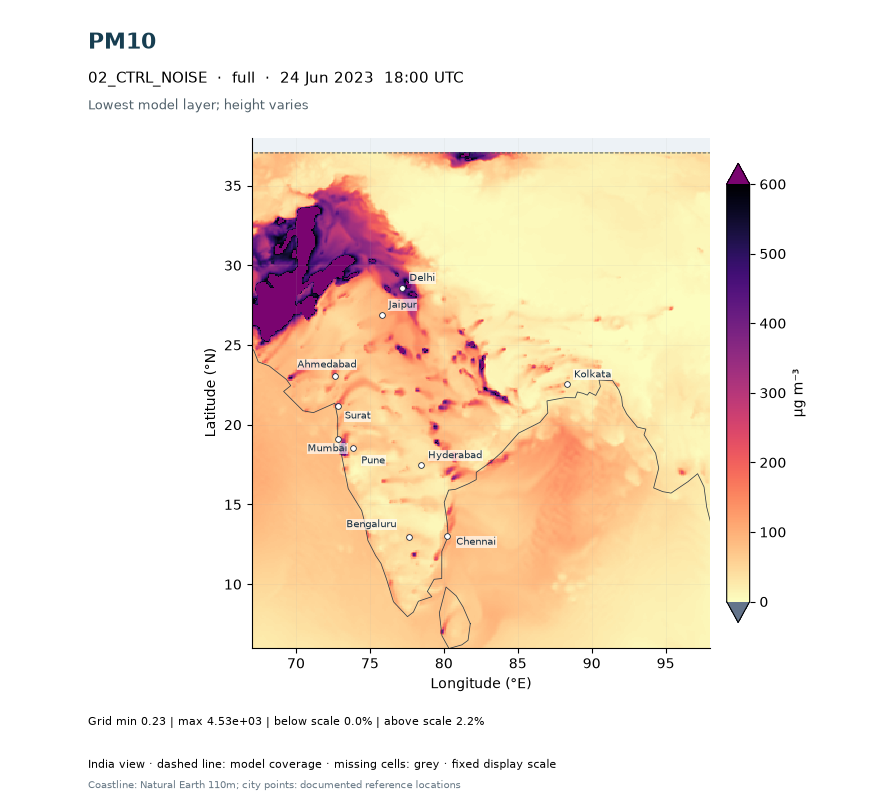 PM10
02_CTRL_NOISE · full · 24 Jun 2023 18:00 UTC
Lowest model layer; height varies
35
30
25
20
15
10
Latitude (°N)
70 75 80 85 90 95
Longitude (°E)
Delhi
Jaipur
Ahmedabad
Kolkata
Surat
Mumbai
Pune
Hyderabad
Bengaluru
Chennai
600
500
400
300
200
100
0
µg m⁻³
Grid min 0.23 | max 4.53e+03 | below scale 0.0% | above scale 2.2%
India view · dashed line: model coverage · missing cells: grey · fixed display scale
Coastline: Natural Earth 110m; city points: documented reference locations